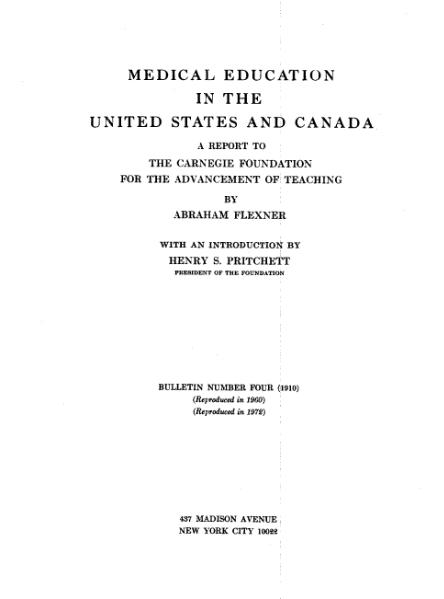 MEDICAL EDUCATION
IN THE
UNITED STATES AND CANADA
A REPORT TO
THE CARNEGIE FOUNDATION
FOR THE ADVANCEMENT OF TEACHING
BY
ABRAHAM FLEXNER
WITH AN INTRODUCTION BY
HENRY S. PRITCHETT
PRESIDENT OF THE FOUNDATION
BULLETIN NUMBER FOUR (1910)
(Reproduced in 1960)
(Reproduced in 1972)
437 MADISON AVENUE
NEW YORK CITY 10022